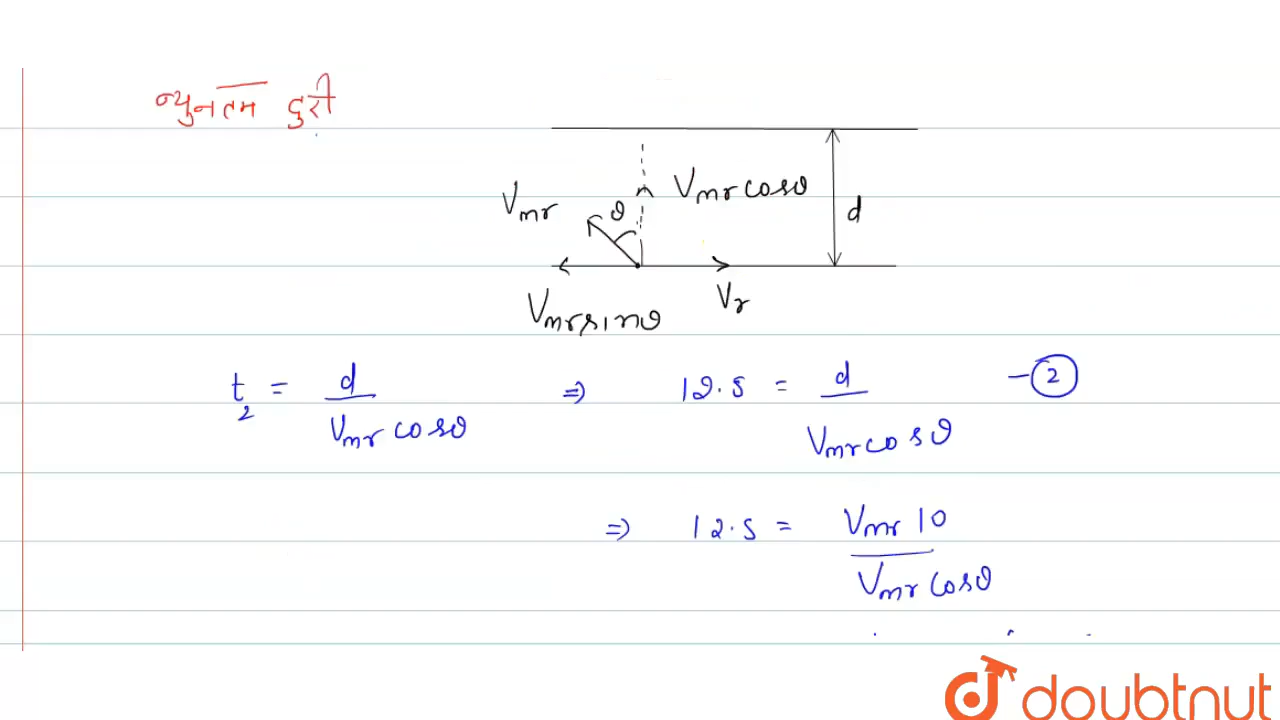 न्युनतम दुरी
Vmr θ Vmr cosθ
d
Vmr sinθ Vr
t2 = d / Vmr cosθ ⇒ 12.5 = d / Vmr cosθ — 2
⇒ 12.5 = Vmr 10 / Vmr cosθ
doubtnut